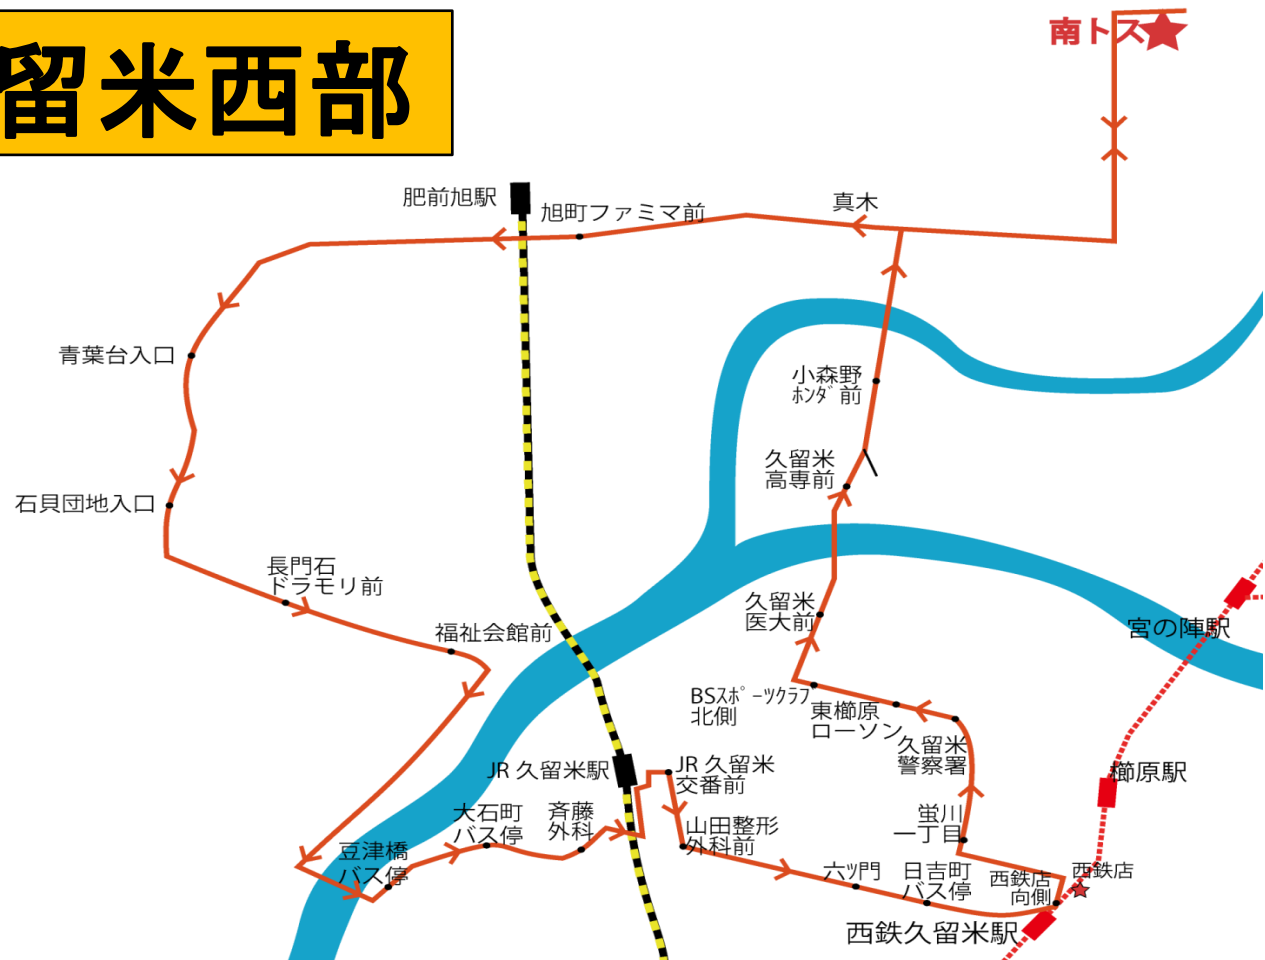 留米西部
南トス
肥前旭駅
旭町ファミマ前
真木
青葉台入口
小森野
ホンダ前
久留米
高専前
石貝団地入口
長門石
ドラモリ前
福祉会館前
久留米
医大前
宮の陣駅
BSスポーツクラブ
北側
東櫛原
ローソン
久留米
警察署
櫛原駅
JR 久留米駅
JR 久留米
交番前
大石町
バス停
斉藤
外科
山田整形
外科前
蛍川
一丁目
豆津橋
バス停
六ツ門
日吉町
バス停
西鉄店
向側
西鉄店
西鉄久留米駅